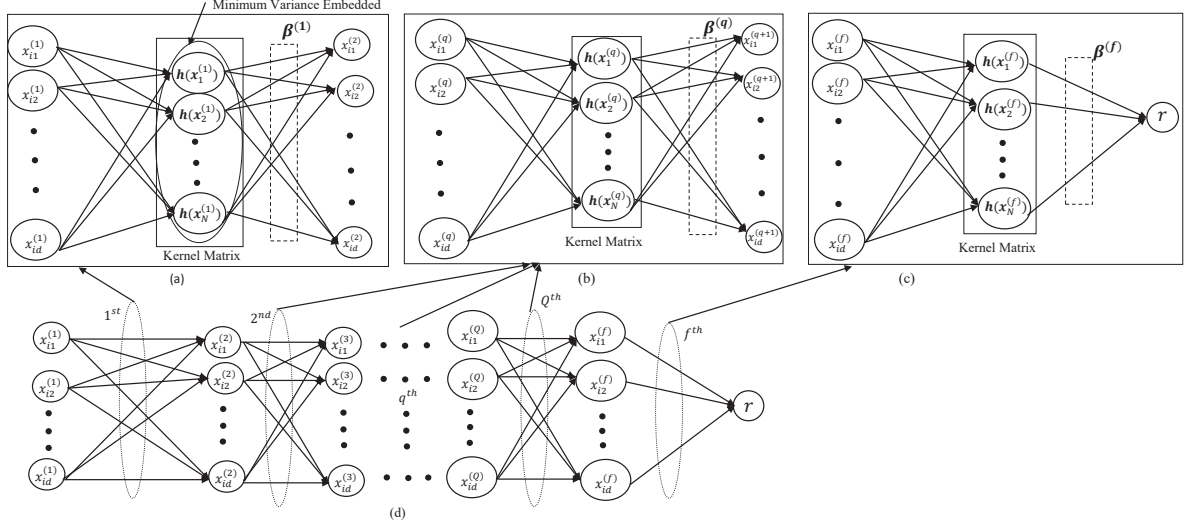 Minimum Variance Embedded
x_{i1}^{(1)}
x_{i2}^{(1)}
x_{id}^{(1)}
h(x_1^{(1)})
h(x_2^{(1)})
h(x_N^{(1)})
β^{(1)}
x_{i1}^{(2)}
x_{i2}^{(2)}
x_{id}^{(2)}
Kernel Matrix
(a)
x_{i1}^{(q)}
x_{i2}^{(q)}
x_{id}^{(q)}
h(x_1^{(q)})
h(x_2^{(q)})
h(x_N^{(q)})
β^{(q)}
x_{i1}^{(q+1)}
x_{i2}^{(q+1)}
x_{id}^{(q+1)}
Kernel Matrix
(b)
x_{i1}^{(f)}
x_{i2}^{(f)}
x_{id}^{(f)}
h(x_1^{(f)})
h(x_2^{(f)})
h(x_N^{(f)})
β^{(f)}
r
Kernel Matrix
(c)
1^{st}
2^{nd}
q^{th}
Q^{th}
f^{th}
x_{i1}^{(1)}
x_{i2}^{(1)}
x_{id}^{(1)}
x_{i1}^{(2)}
x_{i2}^{(2)}
x_{id}^{(2)}
x_{i1}^{(3)}
x_{i2}^{(3)}
x_{id}^{(3)}
x_{i1}^{(Q)}
x_{i2}^{(Q)}
x_{id}^{(Q)}
x_{i1}^{(f)}
x_{i2}^{(f)}
x_{id}^{(f)}
r
(d)